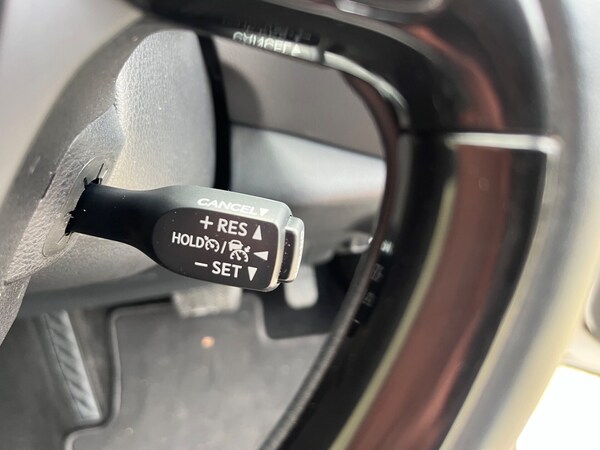 CANCEL▼
+ RES ▲
HOLD / ◀
− SET ▼